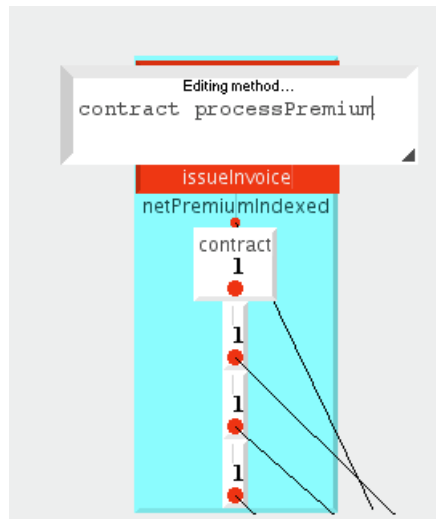 Editing method...
contract processPremium
issueInvoice
netPremiumIndexed
contract
1
1
1
1